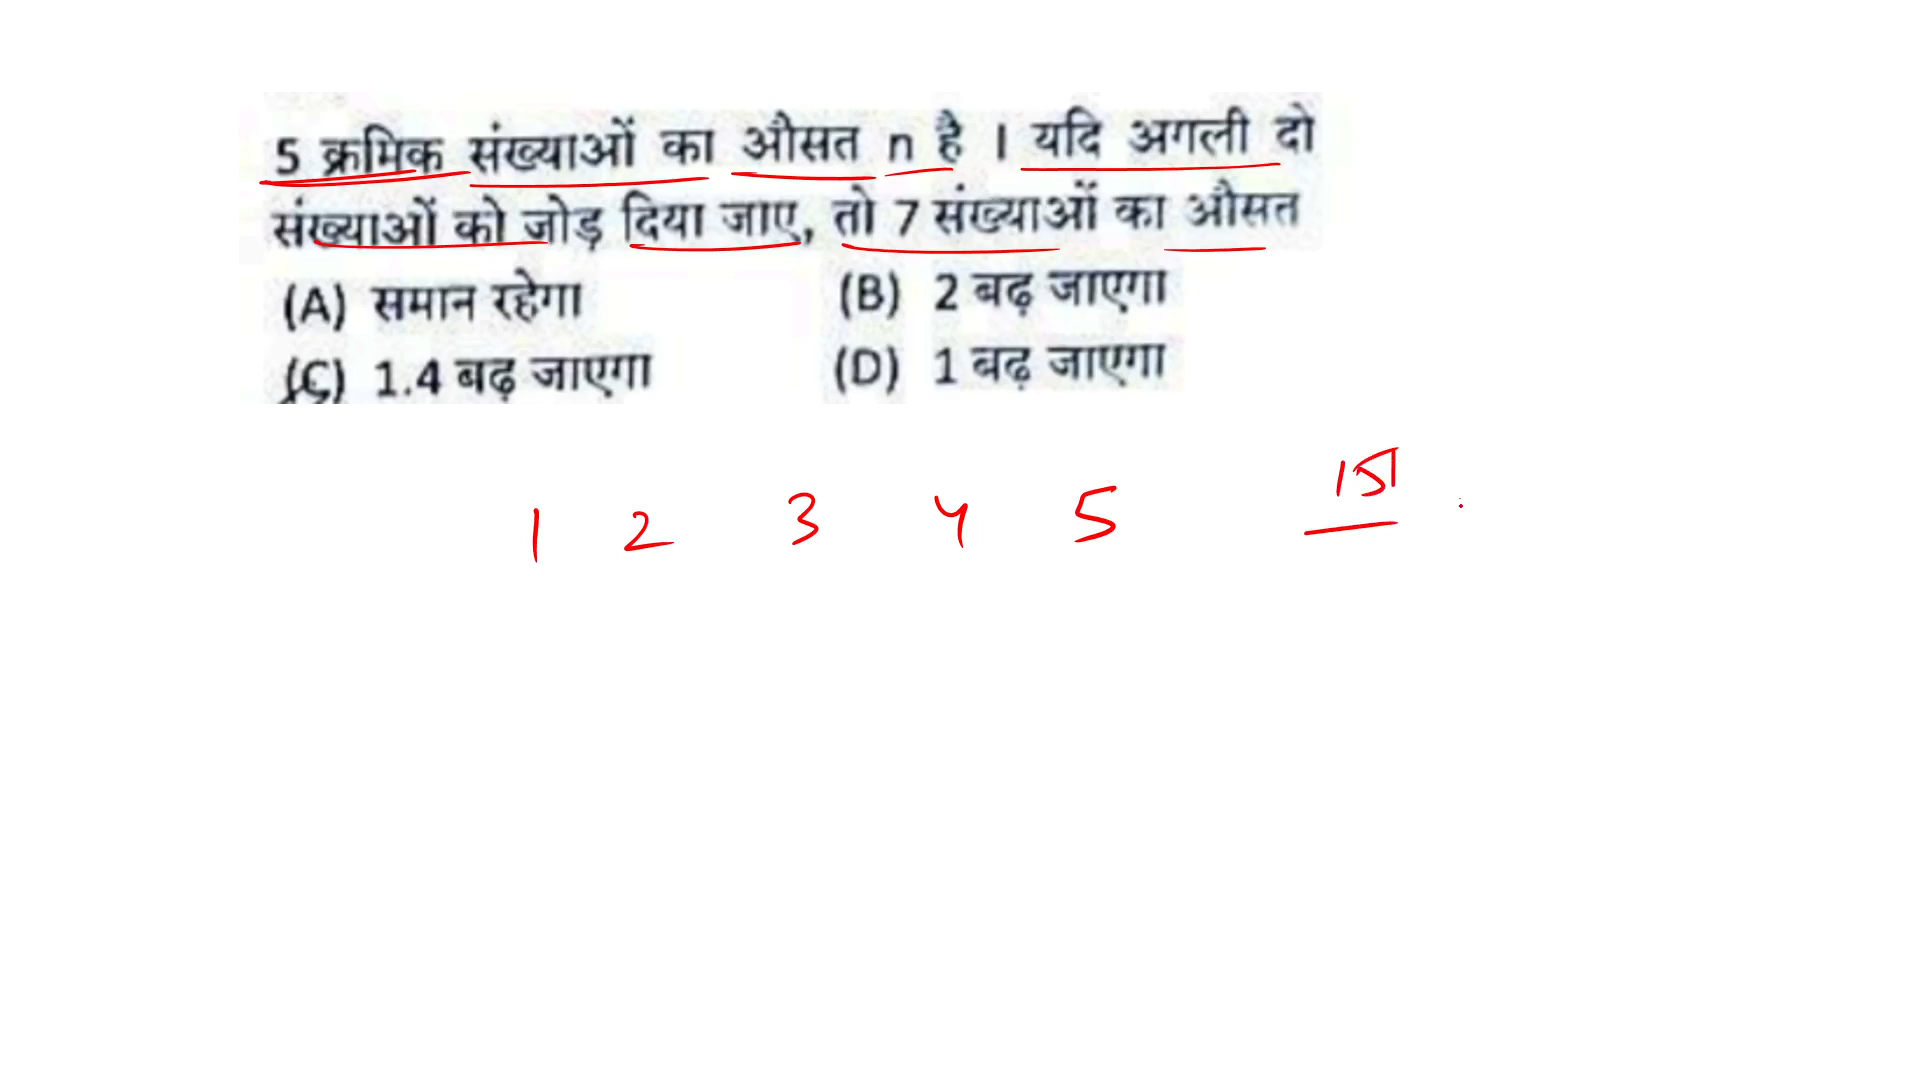 5 क्रमिक संख्याओं का औसत n है । यदि अगली दो
संख्याओं को जोड़ दिया जाए, तो 7 संख्याओं का औसत
(A) समान रहेगा (B) 2 बढ़ जाएगा
(C) 1.4 बढ़ जाएगा (D) 1 बढ़ जाएगा
1 2 3 4 5